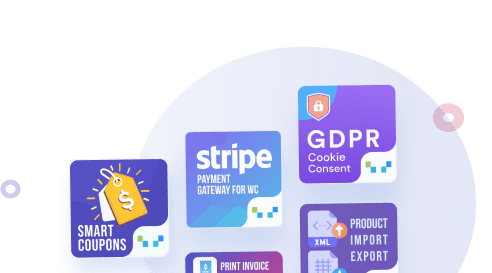 GDPR
Cookie
Consent
stripe
PAYMENT
GATEWAY FOR WC
$
SMART
COUPONS
XML
PRODUCT
IMPORT
EXPORT
PRINT INVOICE